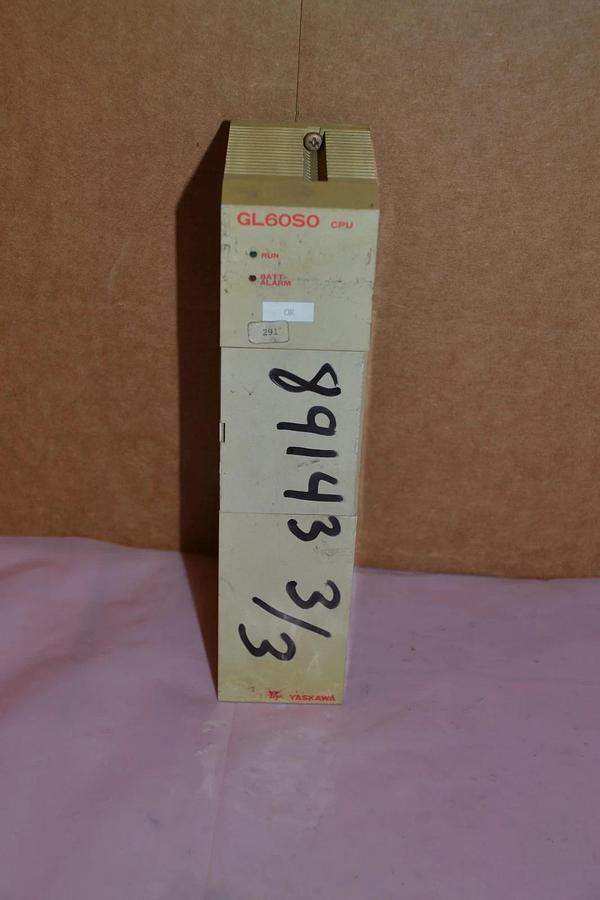 GL60S0 CPU
RUN
BATT-
ALARM
OK
291
89143 3/3
YASKAWA